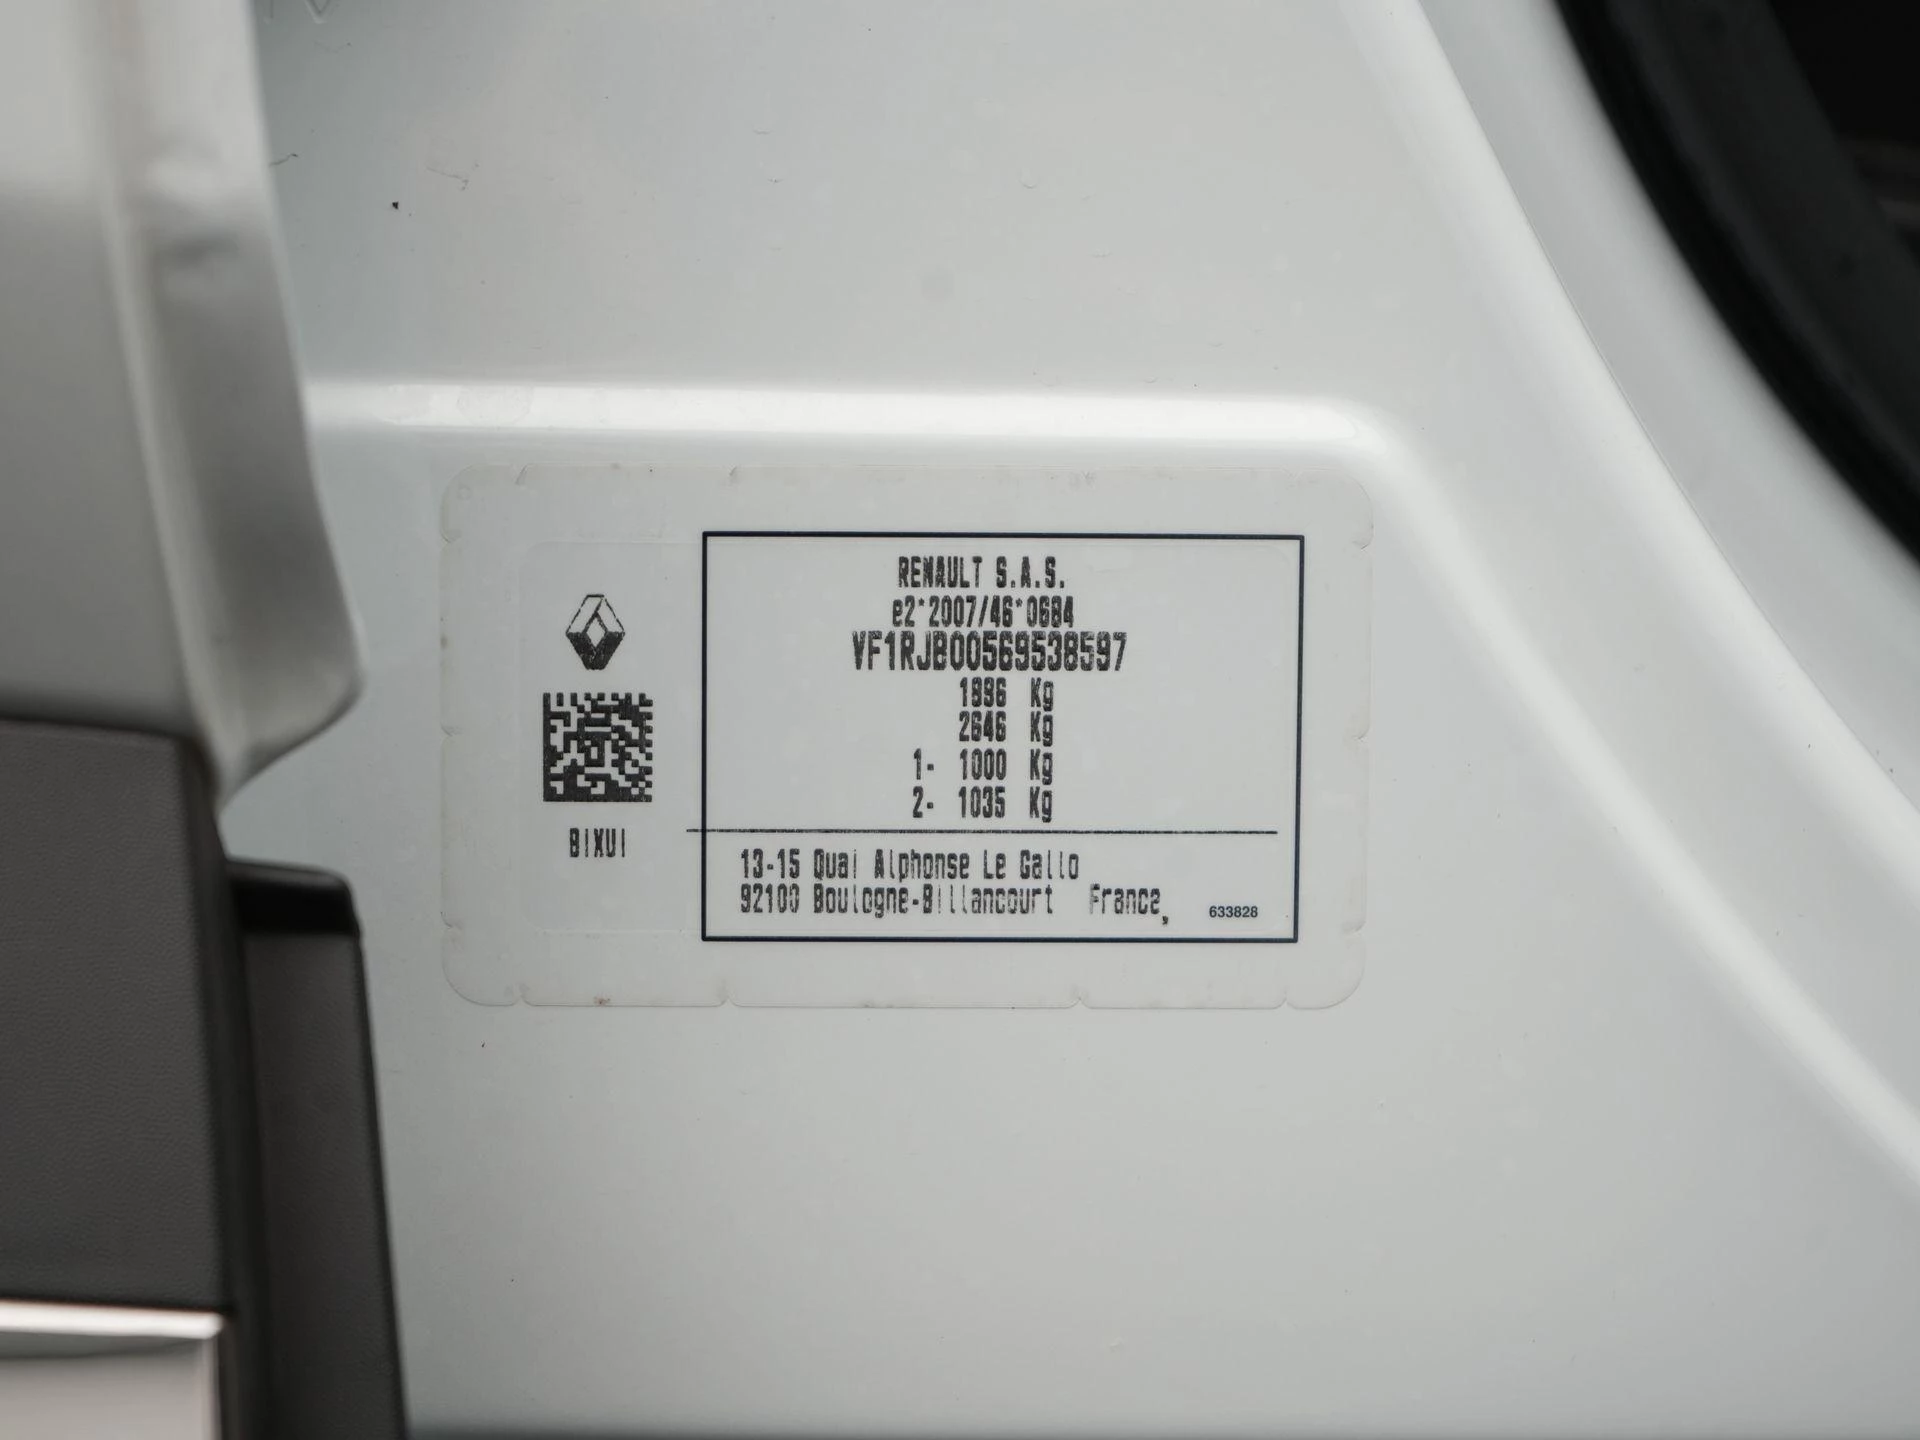 RENAULT S.A.S.
e2*2007/46*0684
VF1RJB00569538597
1896 Kg
2646 Kg
1- 1000 Kg
2- 1035 Kg
BIXUI
13-15 Quai Alphonse Le Gallo
92100 Boulogne-Billancourt France,
633828